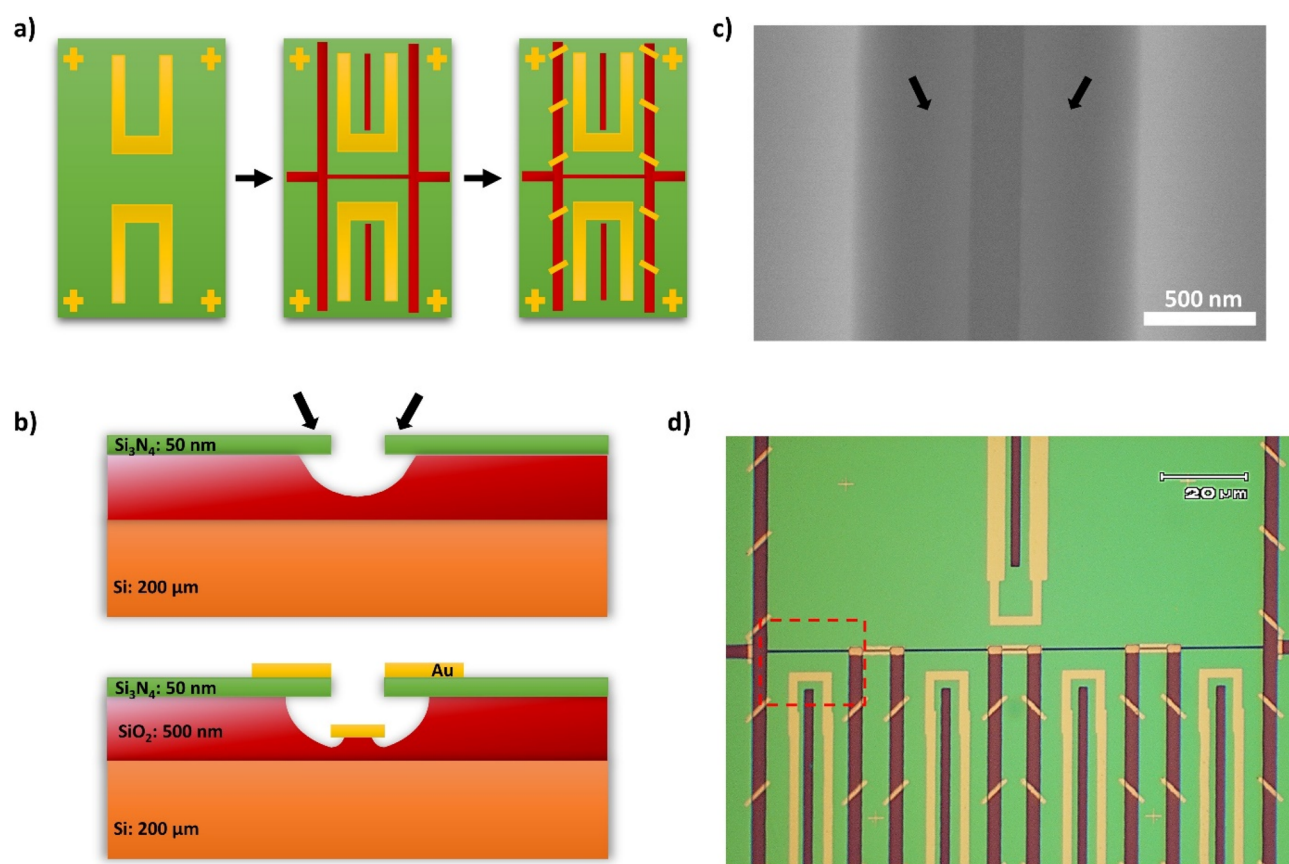 a)
c)
500 nm
b)
Si₃N₄: 50 nm
Si: 200 µm
Au
Si₃N₄: 50 nm
SiO₂: 500 nm
Si: 200 µm
d)
20 µm